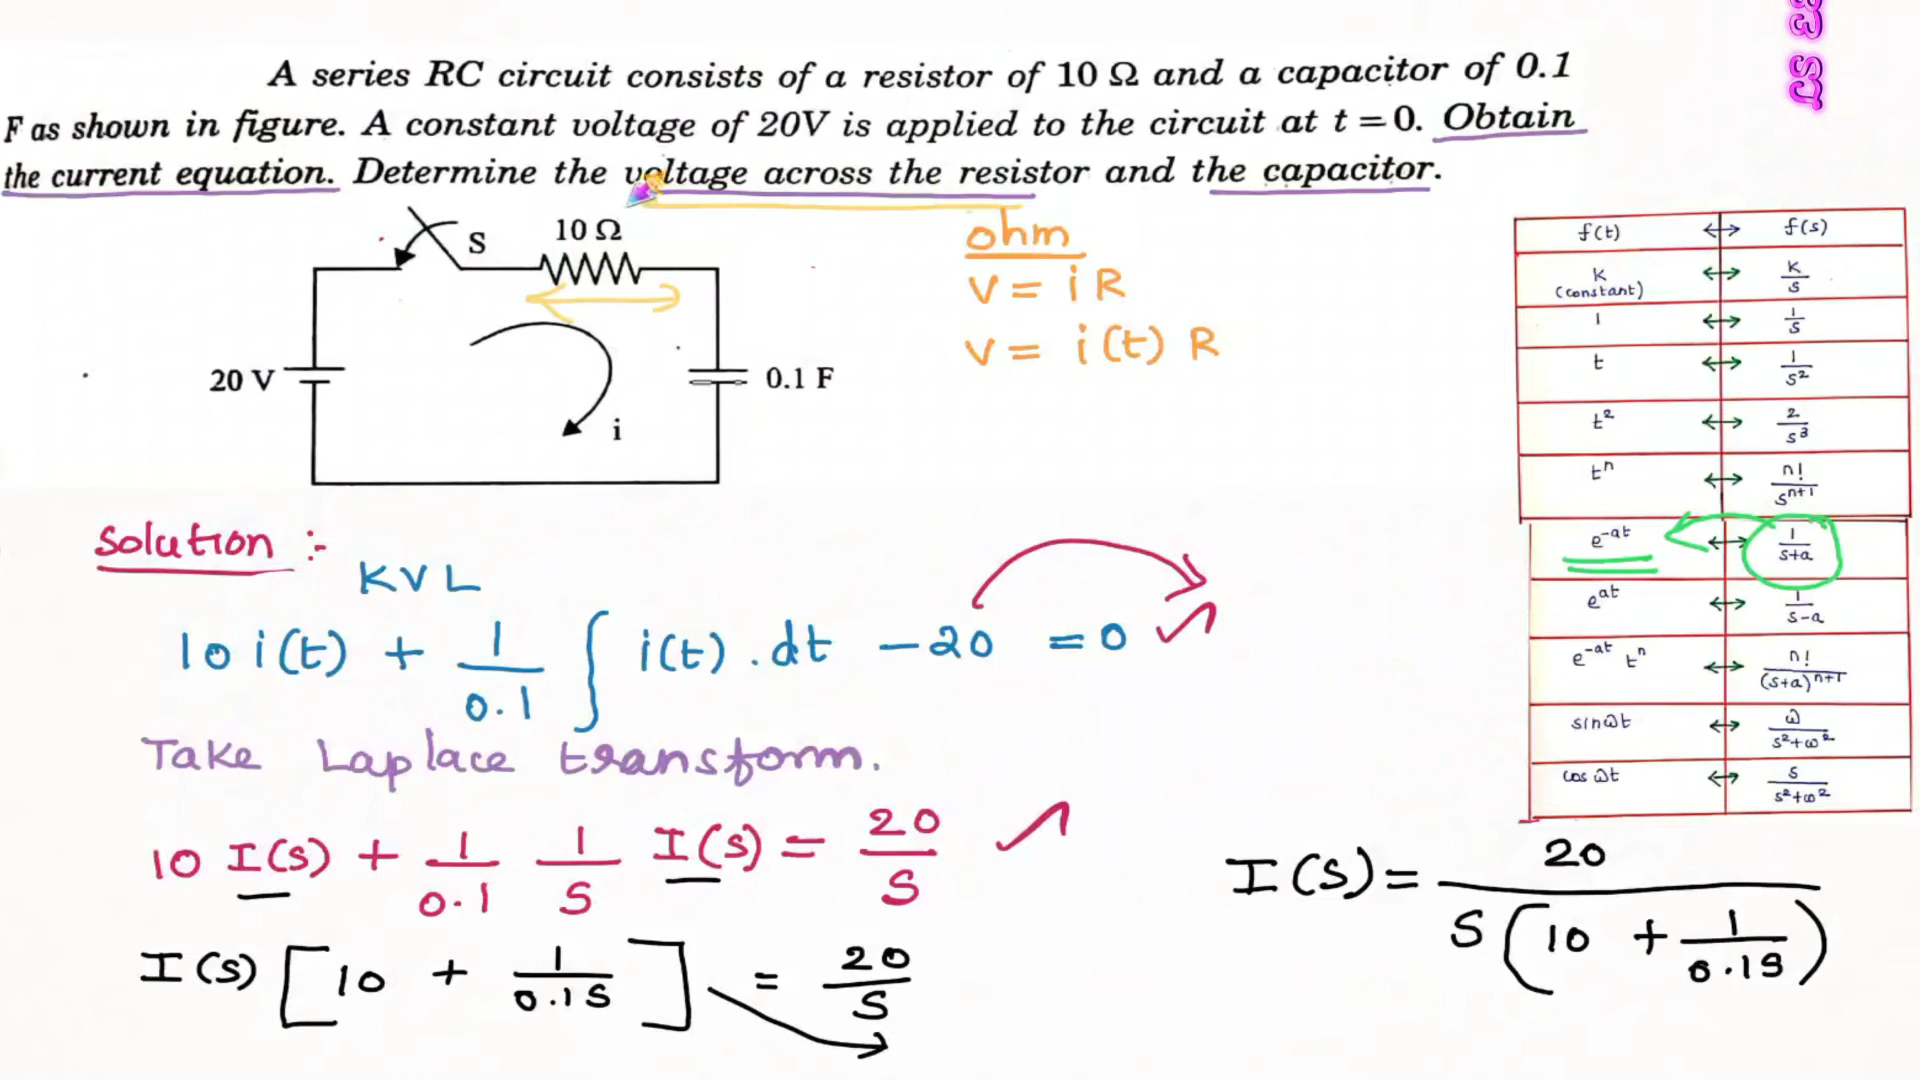 A series RC circuit consists of a resistor of 10 Ω and a capacitor of 0.1
F as shown in figure. A constant voltage of 20V is applied to the circuit at t = 0. Obtain
the current equation. Determine the voltage across the resistor and the capacitor.
S
10 Ω
20 V
0.1 F
i
ohm
V = i R
V = i(t) R
f(t) ↔ f(s)
K (constant) ↔ K/s
1 ↔ 1/s
t ↔ 1/s²
t² ↔ 2/s³
tⁿ ↔ n!/sⁿ⁺¹
e^-at ↔ 1/(s+a)
e^at ↔ 1/(s-a)
e^-at tⁿ ↔ n!/(s+a)ⁿ⁺¹
sinωt ↔ ω/(s²+ω²)
cos ωt ↔ s/(s²+ω²)
Solution :-
KVL
10 i(t) + 1/0.1 ∫ i(t) . dt - 20 = 0
Take Laplace transform.
10 I(s) + 1/0.1 1/S I(s) = 20/S
I(s) [10 + 1/0.1S] = 20/S
I(s) = 20/S(10 + 1/0.1S)